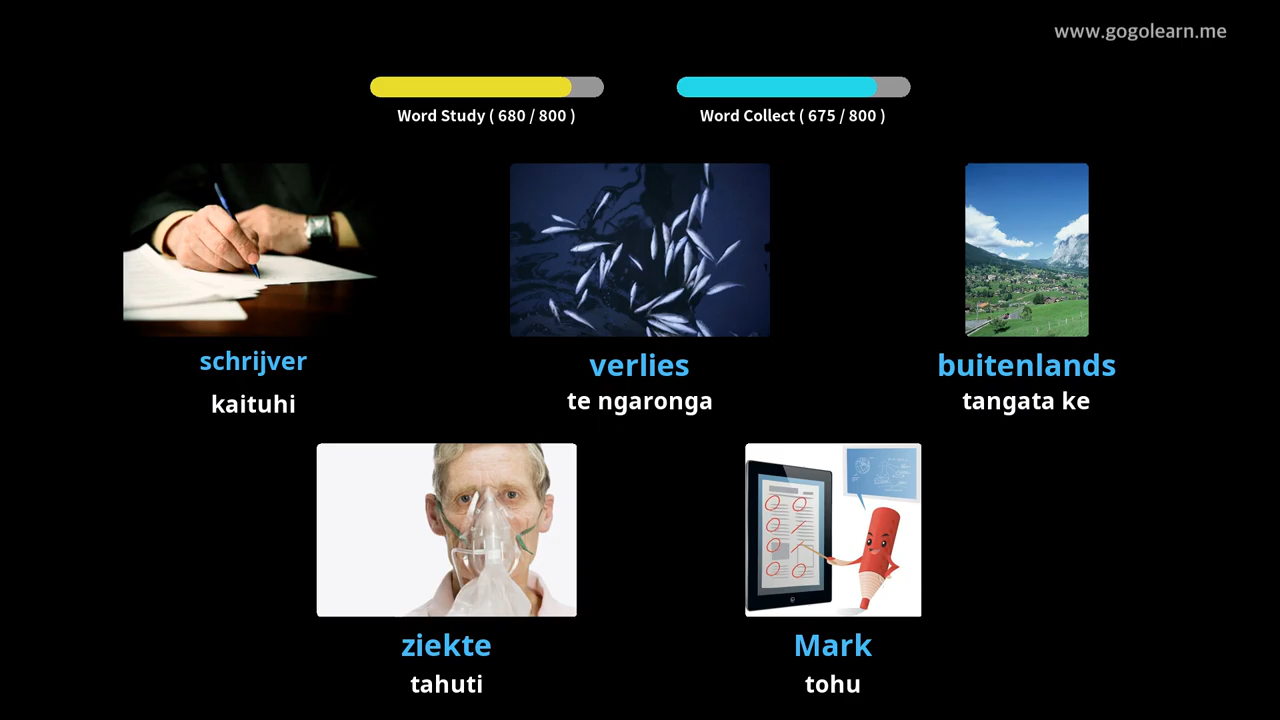 www.gogolearn.me
Word Study ( 680 / 800 )
Word Collect ( 675 / 800 )
schrijver
kaituhi
verlies
te ngaronga
buitenlands
tangata ke
ziekte
tahuti
Mark
tohu